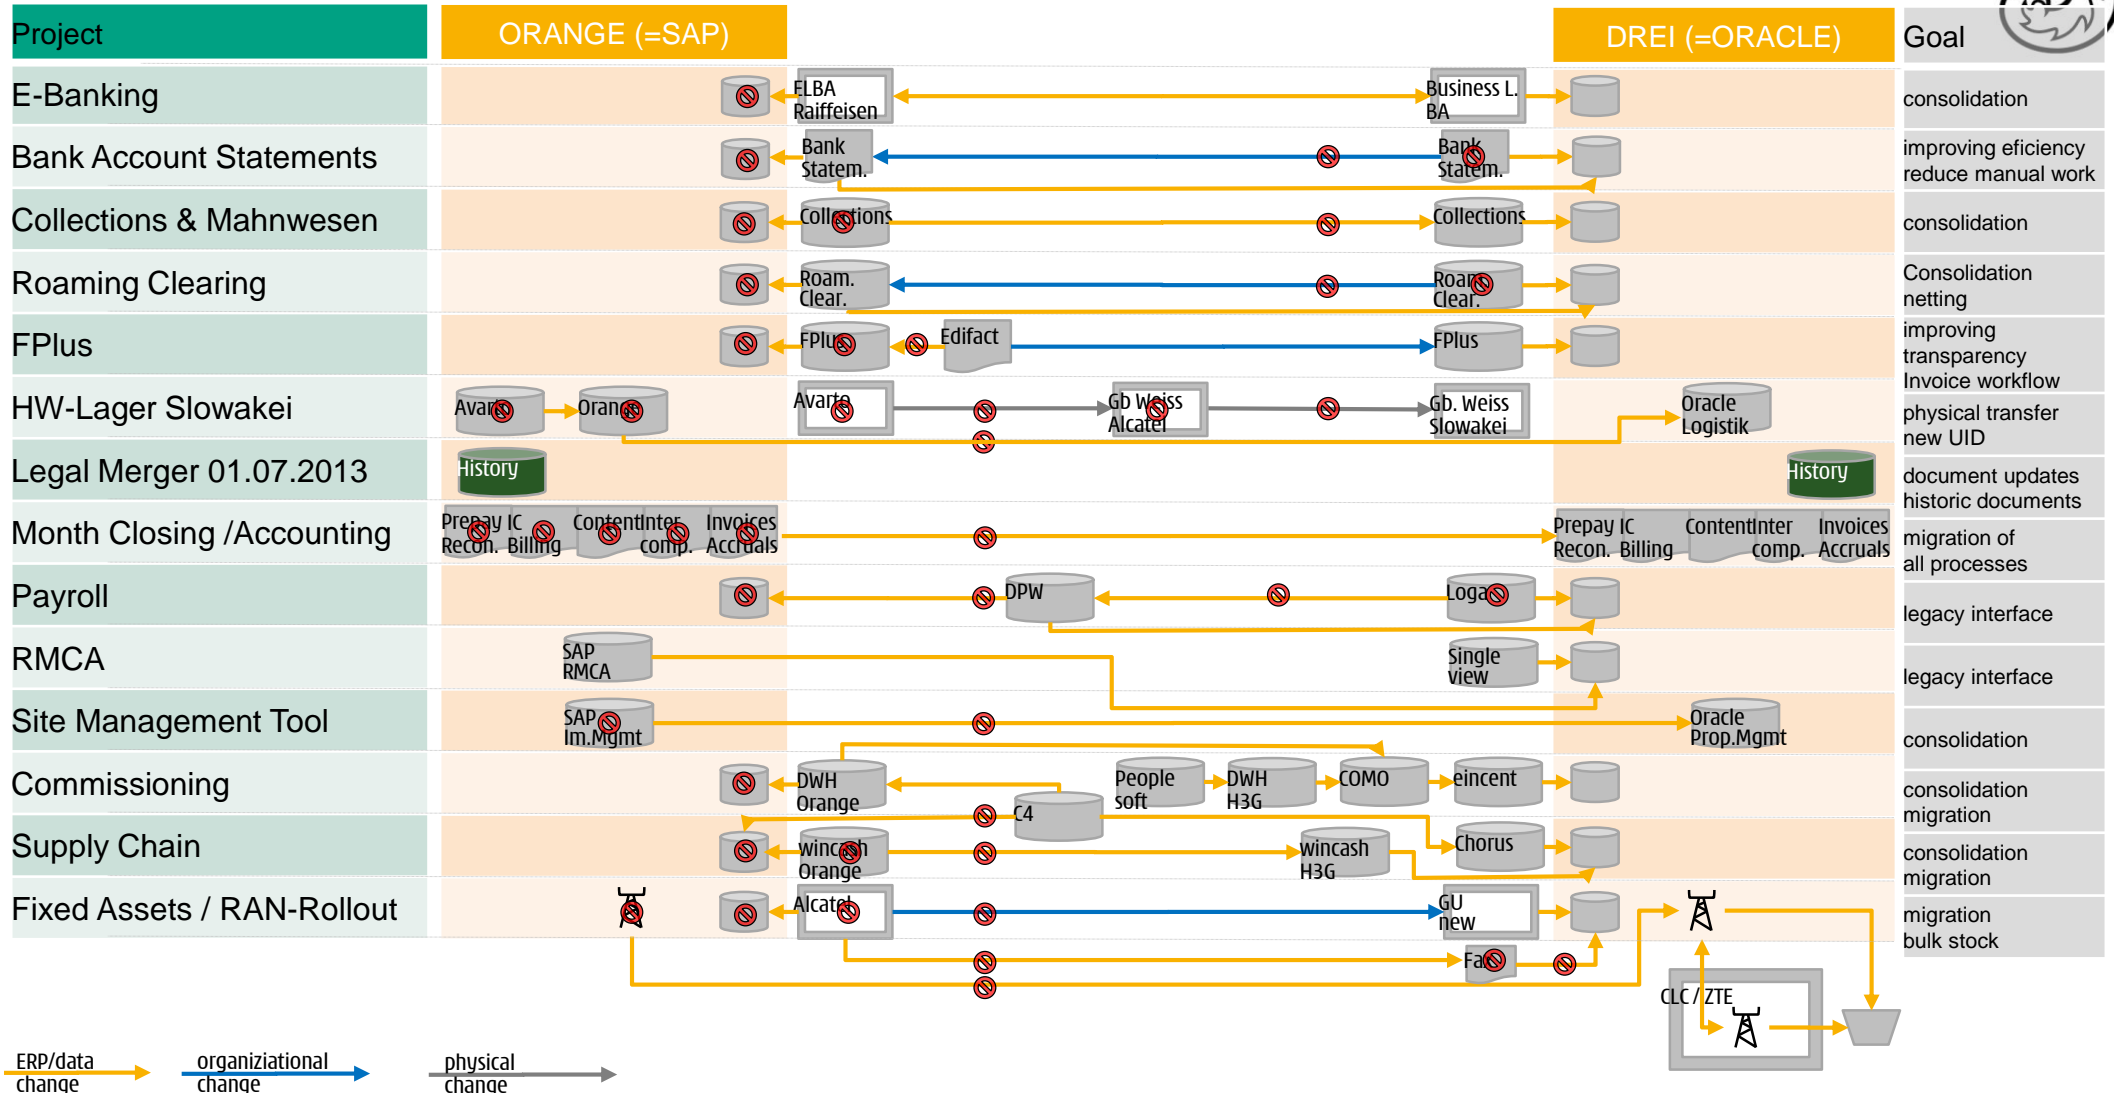 Project
ORANGE (=SAP)
DREI (=ORACLE)
Goal
E-Banking
ELBA
Raiffeisen
Business L.
BA
consolidation
Bank Account Statements
Bank
Statem.
Bank
Statem.
improving eficiency
reduce manual work
Collections & Mahnwesen
Collections
Collections
consolidation
Roaming Clearing
Roam.
Clear.
Roam.
Clear.
Consolidation
netting
FPlus
FPlus
Edifact
FPlus
improving
transparency
Invoice workflow
HW-Lager Slowakei
Avarto
Orange
Avarto
Gb Weiss
Alcatel
Gb. Weiss
Slowakei
Oracle
Logistik
physical transfer
new UID
Legal Merger 01.07.2013
History
History
document updates
historic documents
Month Closing /Accounting
Prepay
Recon.
IC
Billing
Content
Inter
comp.
Invoices
Accruals
Prepay
Recon.
IC
Billing
Content
Inter
comp.
Invoices
Accruals
migration of
all processes
Payroll
DPW
Loga
legacy interface
RMCA
SAP
RMCA
Single
view
legacy interface
Site Management Tool
SAP
Im.Mgmt
Oracle
Prop.Mgmt
consolidation
Commissioning
DWH
Orange
C4
People
soft
DWH
H3G
COMO
eincent
consolidation
migration
Supply Chain
wincash
Orange
wincash
H3G
Chorus
consolidation
migration
Fixed Assets / RAN-Rollout
Alcatel
GU
new
migration
bulk stock
CLC / ZTE
ERP/data
change
organiziational
change
physical
change